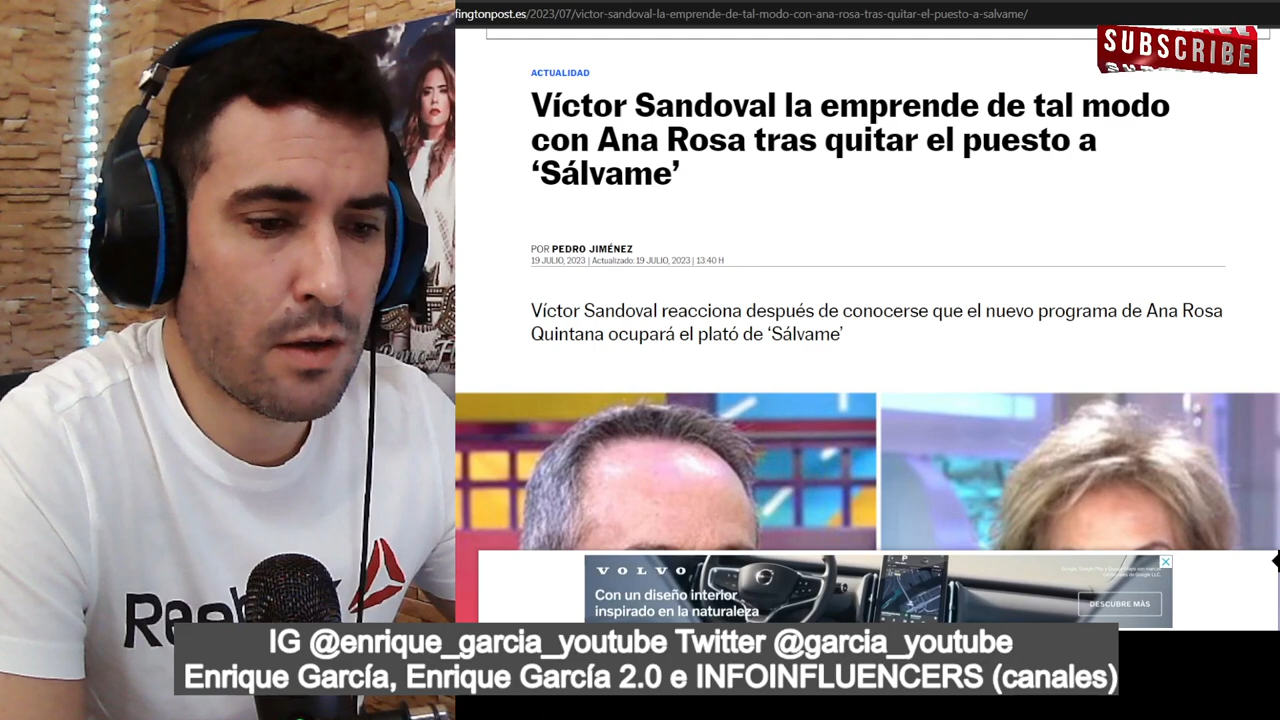 fingtonpost.es/2023/07/victor-sandoval-la-emprende-de-tal-modo-con-ana-rosa-tras-quitar-el-puesto-a-salvame/
SUBSCRIBE
ACTUALIDAD
Víctor Sandoval la emprende de tal modo
con Ana Rosa tras quitar el puesto a
‘Sálvame’
POR PEDRO JIMÉNEZ
19 JULIO, 2023 | Actualizado: 19 JULIO, 2023 | 13:40 H
Víctor Sandoval reacciona después de conocerse que el nuevo programa de Ana Rosa
Quintana ocupará el plató de ‘Sálvame’
VOLVO
Con un diseño interior
inspirado en la naturaleza
DESCUBRE MÁS
Reebok
IG @enrique_garcia_youtube Twitter @garcia_youtube
Enrique García, Enrique García 2.0 e INFOINFLUENCERS (canales)